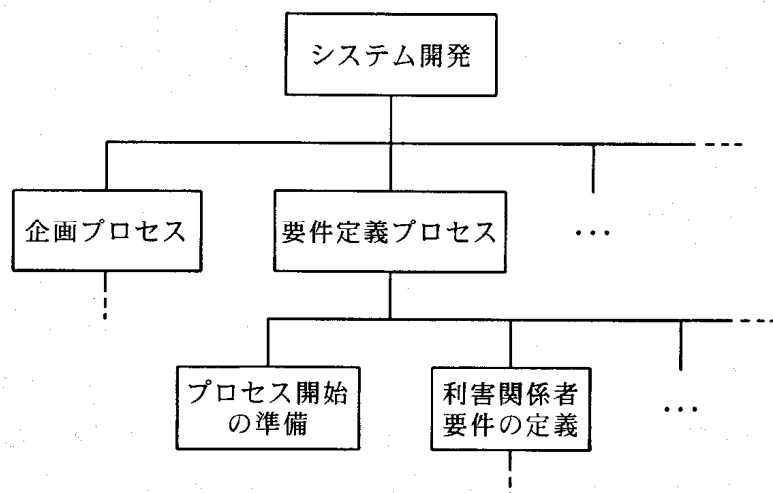 システム開発
企画プロセス
要件定義プロセス
…
プロセス開始
の準備
利害関係者
要件の定義
…